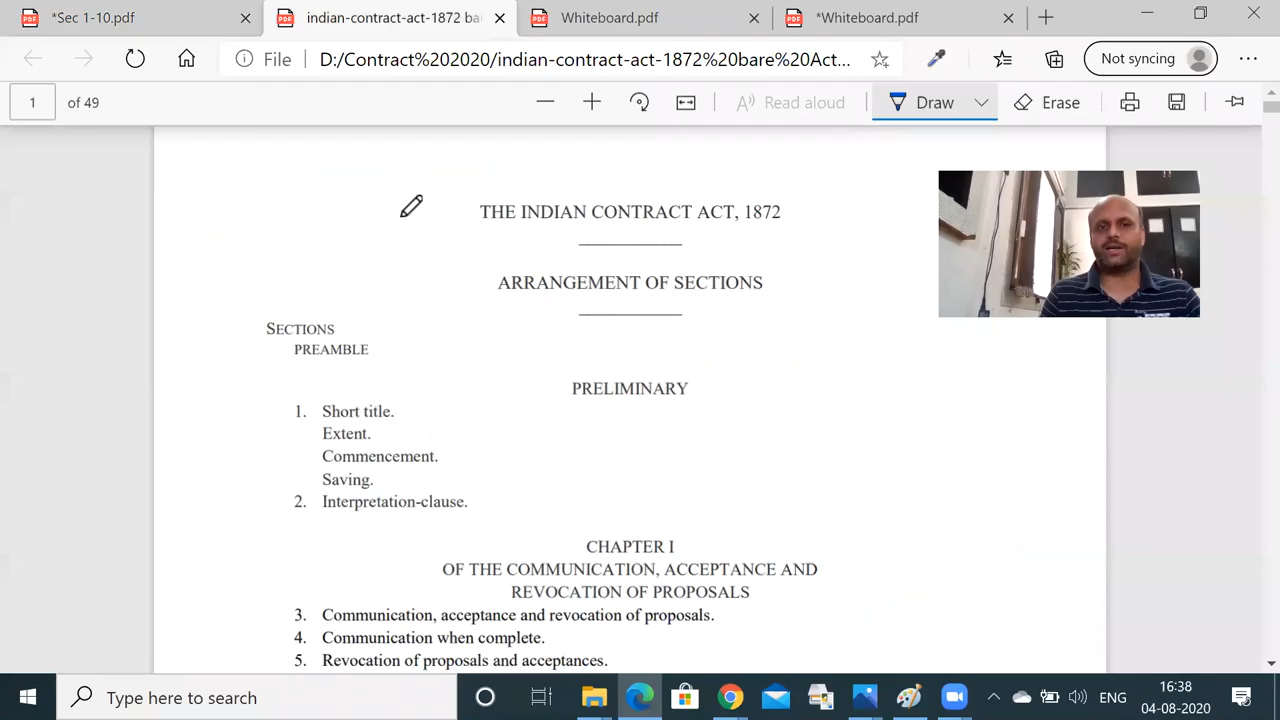 *Sec 1-10.pdf
indian-contract-act-1872 ba
Whiteboard.pdf
*Whiteboard.pdf
File
D:/Contract%202020/indian-contract-act-1872%20bare%20Act...
Not syncing
1 of 49
Read aloud
Draw
Erase
THE INDIAN CONTRACT ACT, 1872
ARRANGEMENT OF SECTIONS
SECTIONS
PREAMBLE
PRELIMINARY
1. Short title.
Extent.
Commencement.
Saving.
2. Interpretation-clause.
CHAPTER I
OF THE COMMUNICATION, ACCEPTANCE AND
REVOCATION OF PROPOSALS
3. Communication, acceptance and revocation of proposals.
4. Communication when complete.
5. Revocation of proposals and acceptances.
Type here to search
ENG
16:38
04-08-2020